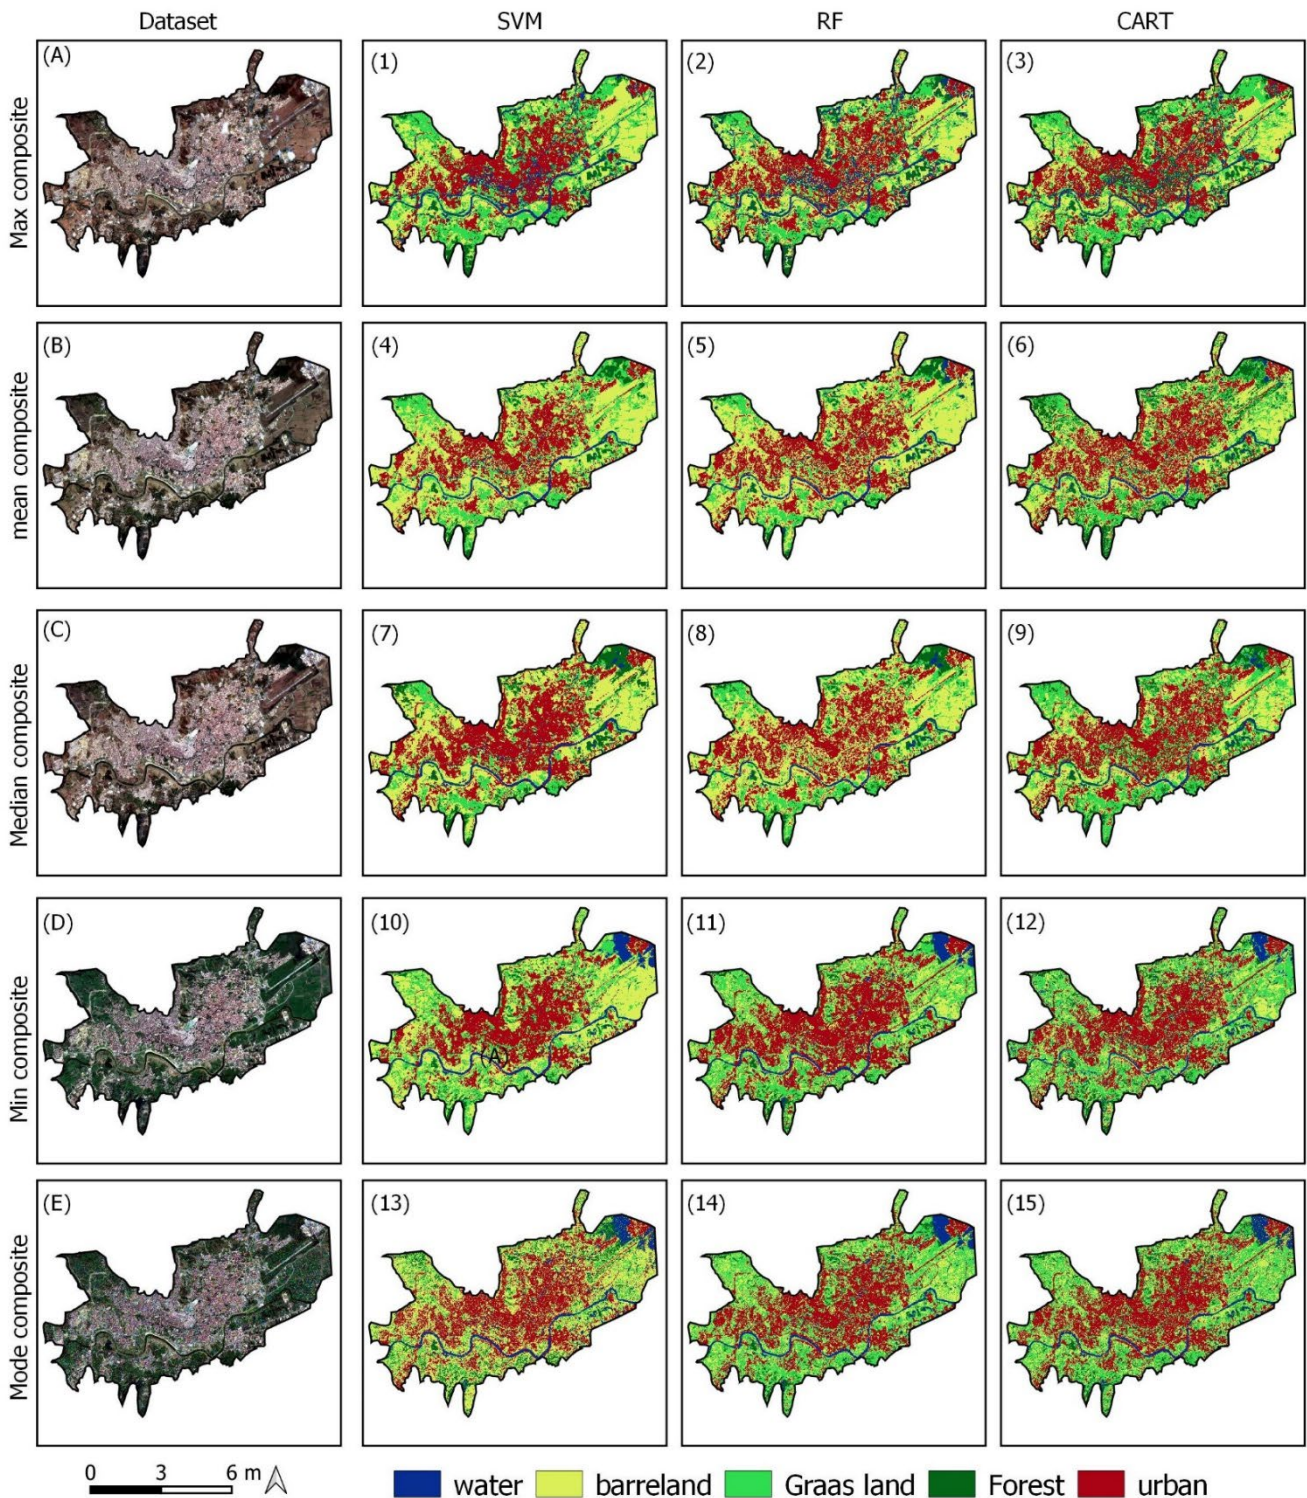 Dataset SVM RF CART
Max composite
(A) (1) (2) (3)
mean composite
(B) (4) (5) (6)
Median composite
(C) (7) (8) (9)
Min composite
(D) (10) (11) (12)
(A)
Mode composite
(E) (13) (14) (15)
0 3 6 m
water barreland Graas land Forest urban